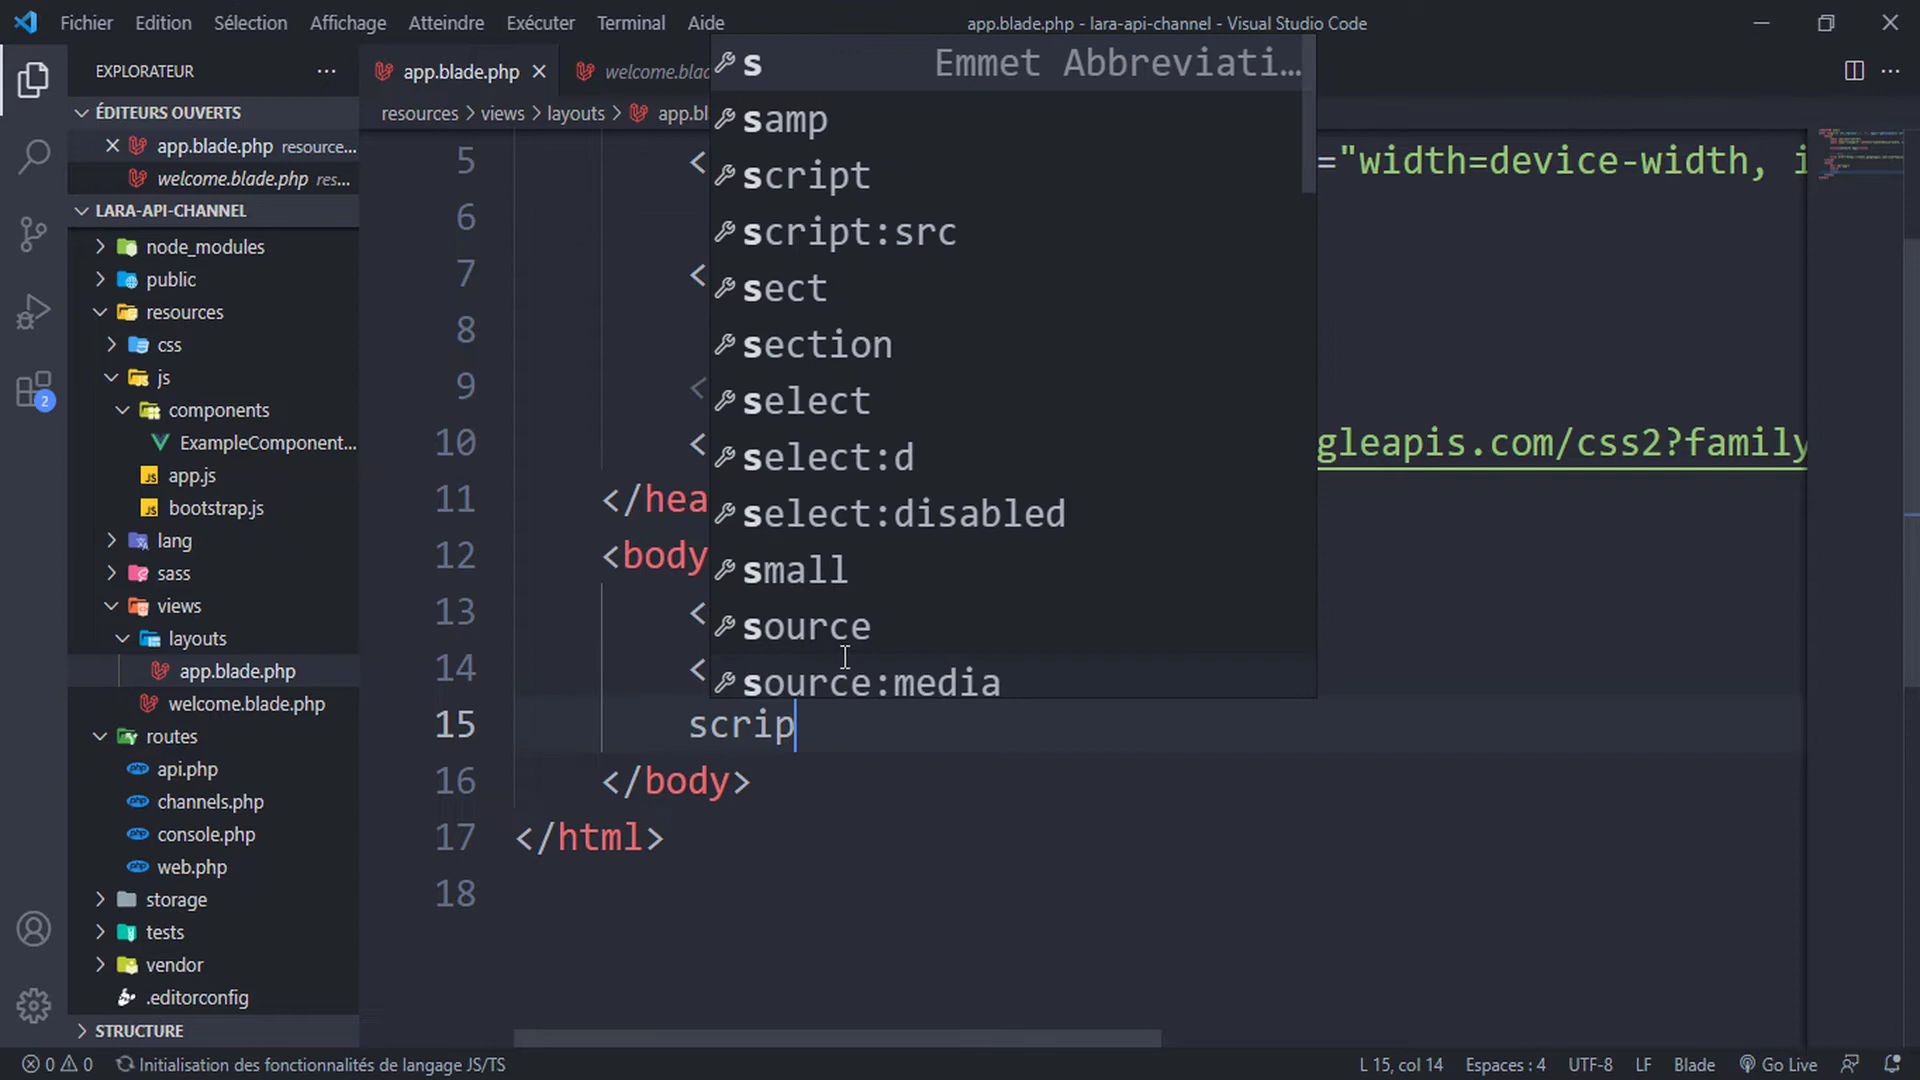 Fichier Edition Sélection Affichage Atteindre Exécuter Terminal Aide app.blade.php - lara-api-channel - Visual Studio Code
EXPLORATEUR
ÉDITEURS OUVERTS
app.blade.php resource...
welcome.blade.php res...
LARA-API-CHANNEL
node_modules
public
resources
css
js
components
ExampleComponent...
app.js
bootstrap.js
lang
sass
views
layouts
app.blade.php
welcome.blade.php
routes
api.php
channels.php
console.php
web.php
storage
tests
vendor
.editorconfig
STRUCTURE
app.blade.php welcome.blad
resources > views > layouts > app.bl
5 < ="width=device-width, i
6
7 <
8
9 <
10 < gleapis.com/css2?family
11 </hea
12 <body
13 <
14 <
15 scrip
16 </body>
17 </html>
18
s Emmet Abbreviati...
samp
script
script:src
sect
section
select
select:d
select:disabled
small
source
source:media
2
0 0 Initialisation des fonctionnalités de langage JS/TS L 15, col 14 Espaces : 4 UTF-8 LF Blade Go Live